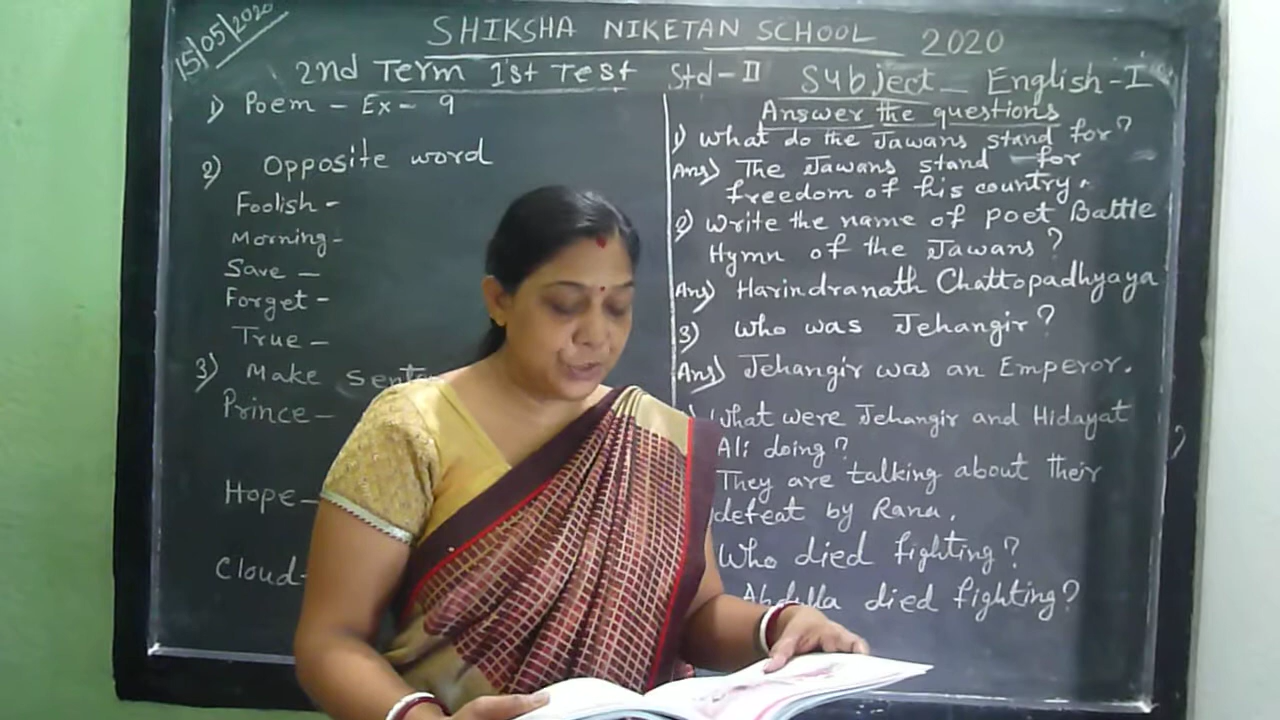 15/05/2020
SHIKSHA NIKETAN SCHOOL 2020
2nd Term 1st Test Std-II Subject - English-I
1) Poem - Ex- 9
2) Opposite word
Foolish -
Morning -
Save -
Forget -
True -
3) Make
Prince -
Hope -
Cloud -
Answer the questions
1) What do the Jawans stand for?
Ans) The Jawans stand for
freedom of his country.
2) Write the name of poet Battle
Hymn of the Jawans?
Ans) Harindranath Chattopadhyaya
3) Who was Jehangir?
Ans) Jehangir was an Emperor.
What were Jehangir and Hidayat
Ali doing?
They are talking about their
defeat by Rana.
Who died fighting?
Abdulla died fighting?